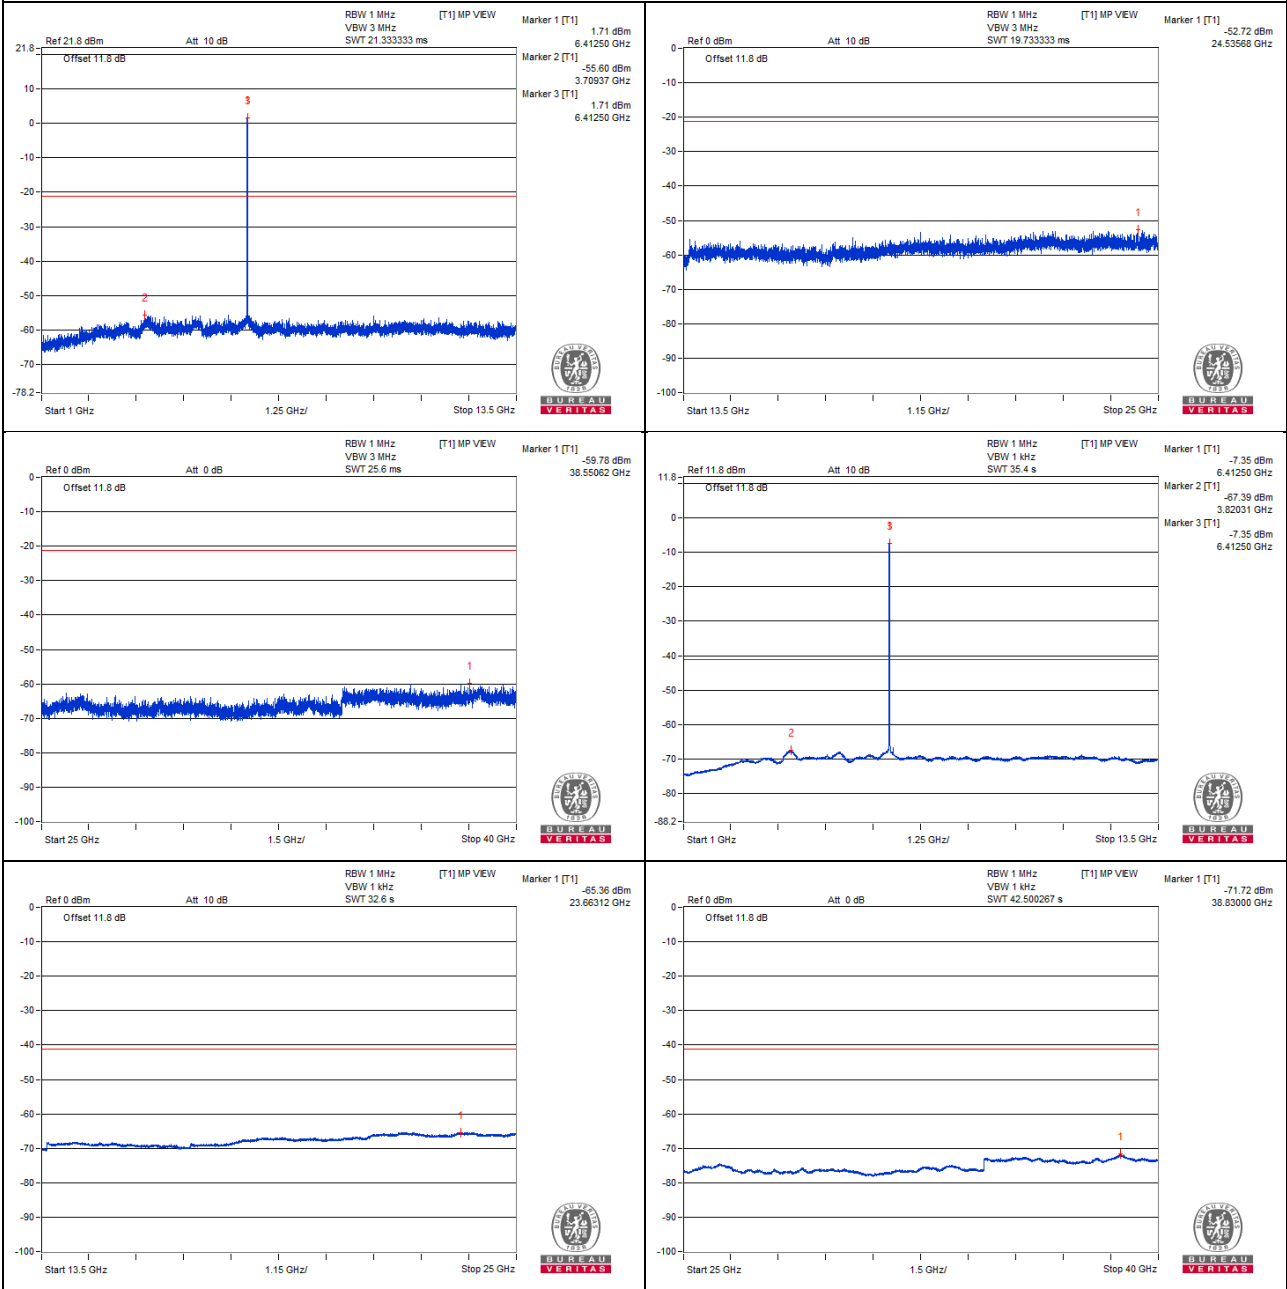 RBW 1 MHz [T1] MP VIEW
VBW 3 MHz
Ref 21.8 dBm Att 10 dB SWT 21.333333 ms
Offset 11.8 dB
Marker 1 [T1]
1.71 dBm
6.41250 GHz
Marker 2 [T1]
-55.60 dBm
3.70937 GHz
Marker 3 [T1]
1.71 dBm
6.41250 GHz
21.8
10
0
-10
-20
-30
-40
-50
-60
-70
-78.2
2
3
Start 1 GHz 1.25 GHz/ Stop 13.5 GHz
BUREAU
VERITAS
RBW 1 MHz [T1] MP VIEW
VBW 3 MHz
Ref 0 dBm Att 10 dB SWT 19.733333 ms
Offset 11.8 dB
Marker 1 [T1]
-52.72 dBm
24.53568 GHz
0
-10
-20
-30
-40
-50
-60
-70
-80
-90
-100
1
Start 13.5 GHz 1.15 GHz/ Stop 25 GHz
BUREAU
VERITAS
RBW 1 MHz [T1] MP VIEW
VBW 3 MHz
Ref 0 dBm Att 0 dB SWT 25.6 ms
Offset 11.8 dB
Marker 1 [T1]
-59.78 dBm
38.55062 GHz
0
-10
-20
-30
-40
-50
-60
-70
-80
-90
-100
1
Start 25 GHz 1.5 GHz/ Stop 40 GHz
BUREAU
VERITAS
RBW 1 MHz [T1] MP VIEW
VBW 1 kHz
Ref 11.8 dBm Att 10 dB SWT 35.4 s
Offset 11.8 dB
Marker 1 [T1]
-7.35 dBm
6.41250 GHz
Marker 2 [T1]
-67.39 dBm
3.82031 GHz
Marker 3 [T1]
-7.35 dBm
6.41250 GHz
11.8
0
-10
-20
-30
-40
-50
-60
-70
-80
-88.2
2
3
Start 1 GHz 1.25 GHz/ Stop 13.5 GHz
BUREAU
VERITAS
RBW 1 MHz [T1] MP VIEW
VBW 1 kHz
Ref 0 dBm Att 10 dB SWT 32.6 s
Offset 11.8 dB
Marker 1 [T1]
-65.36 dBm
23.66312 GHz
0
-10
-20
-30
-40
-50
-60
-70
-80
-90
-100
1
Start 13.5 GHz 1.15 GHz/ Stop 25 GHz
BUREAU
VERITAS
RBW 1 MHz [T1] MP VIEW
VBW 1 kHz
Ref 0 dBm Att 0 dB SWT 42.500267 s
Offset 11.8 dB
Marker 1 [T1]
-71.72 dBm
38.83000 GHz
0
-10
-20
-30
-40
-50
-60
-70
-80
-90
-100
1
Start 25 GHz 1.5 GHz/ Stop 40 GHz
BUREAU
VERITAS